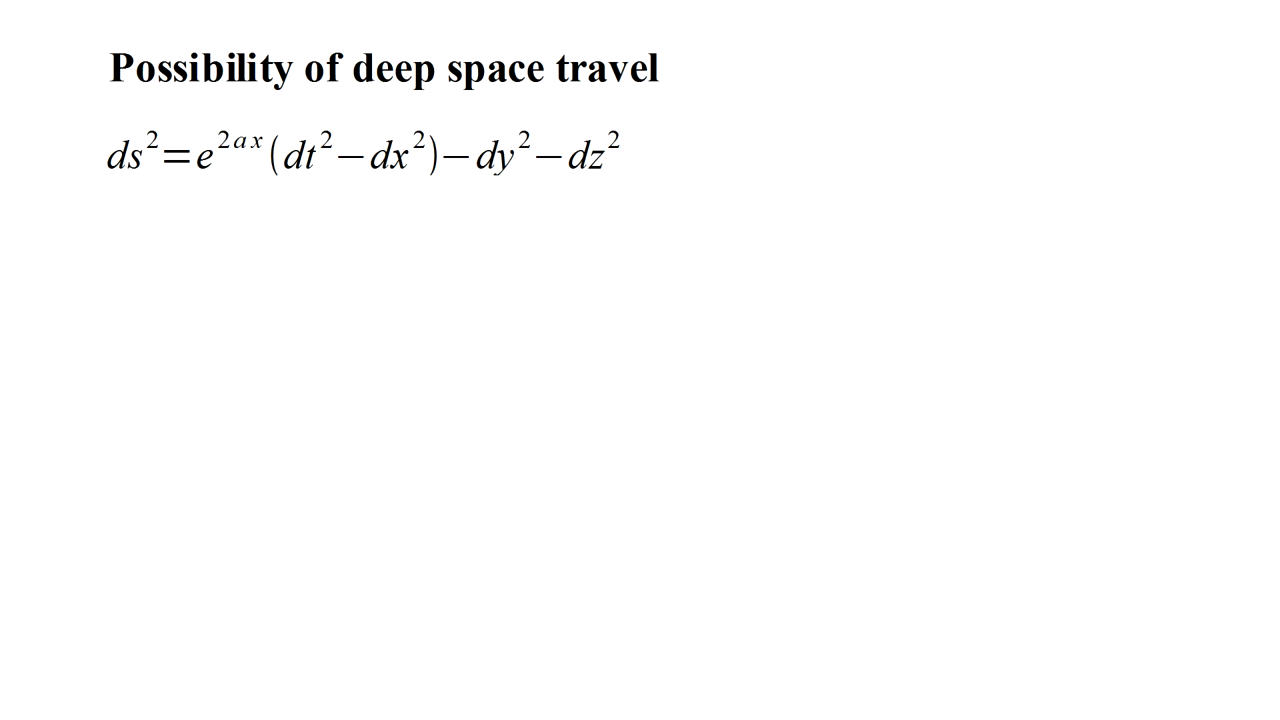 Possibility of deep space travel
ds²=e²ᵃˣ(dt²−dx²)−dy²−dz²